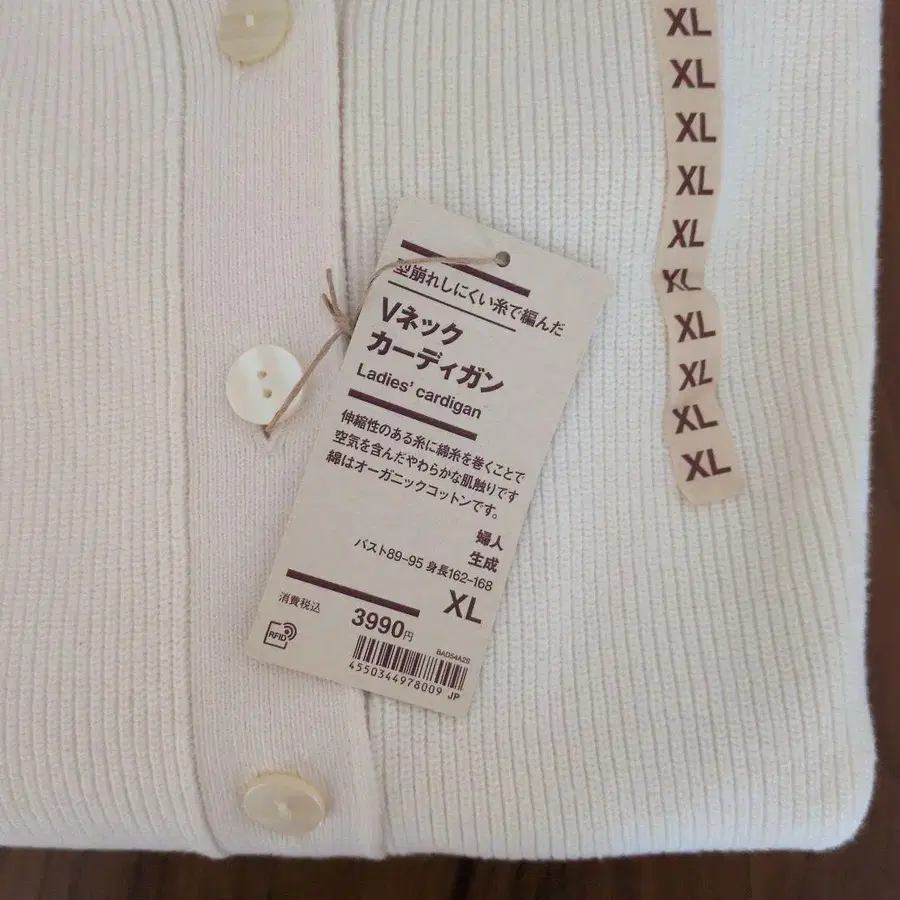 XL
XL
XL
XL
XL
XL
XL
XL
XL
XL
型崩れしにくい糸で編んだ
Vネック
カーディガン
Ladies' cardigan
伸縮性のある糸に綿糸を巻くことで
空気を含んだやわらかな肌触りです
綿はオーガニックコットンです。
婦人
生成
バスト89-95 身長162-168
XL
消費税込
3990円
RFID
BAD54A2S
4550344978009 JP